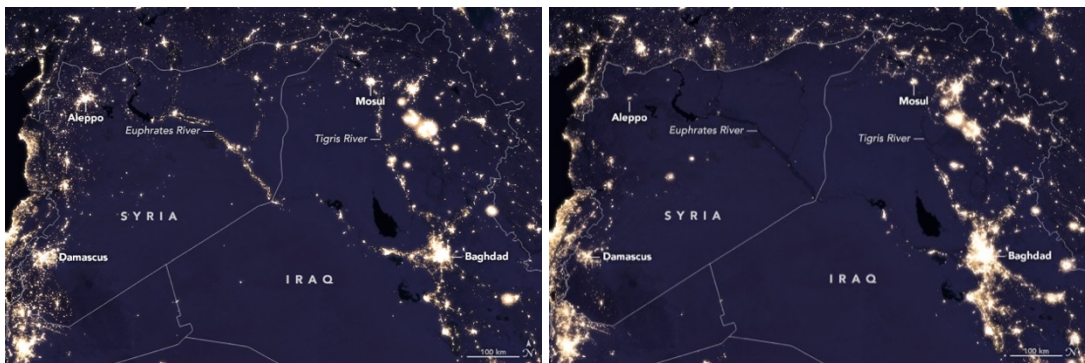 Mosul
Aleppo
Euphrates River
Tigris River
SYRIA
Damascus
Baghdad
IRAQ
100 km
N
Mosul
Aleppo
Euphrates River
Tigris River
SYRIA
Damascus
Baghdad
IRAQ
100 km
N